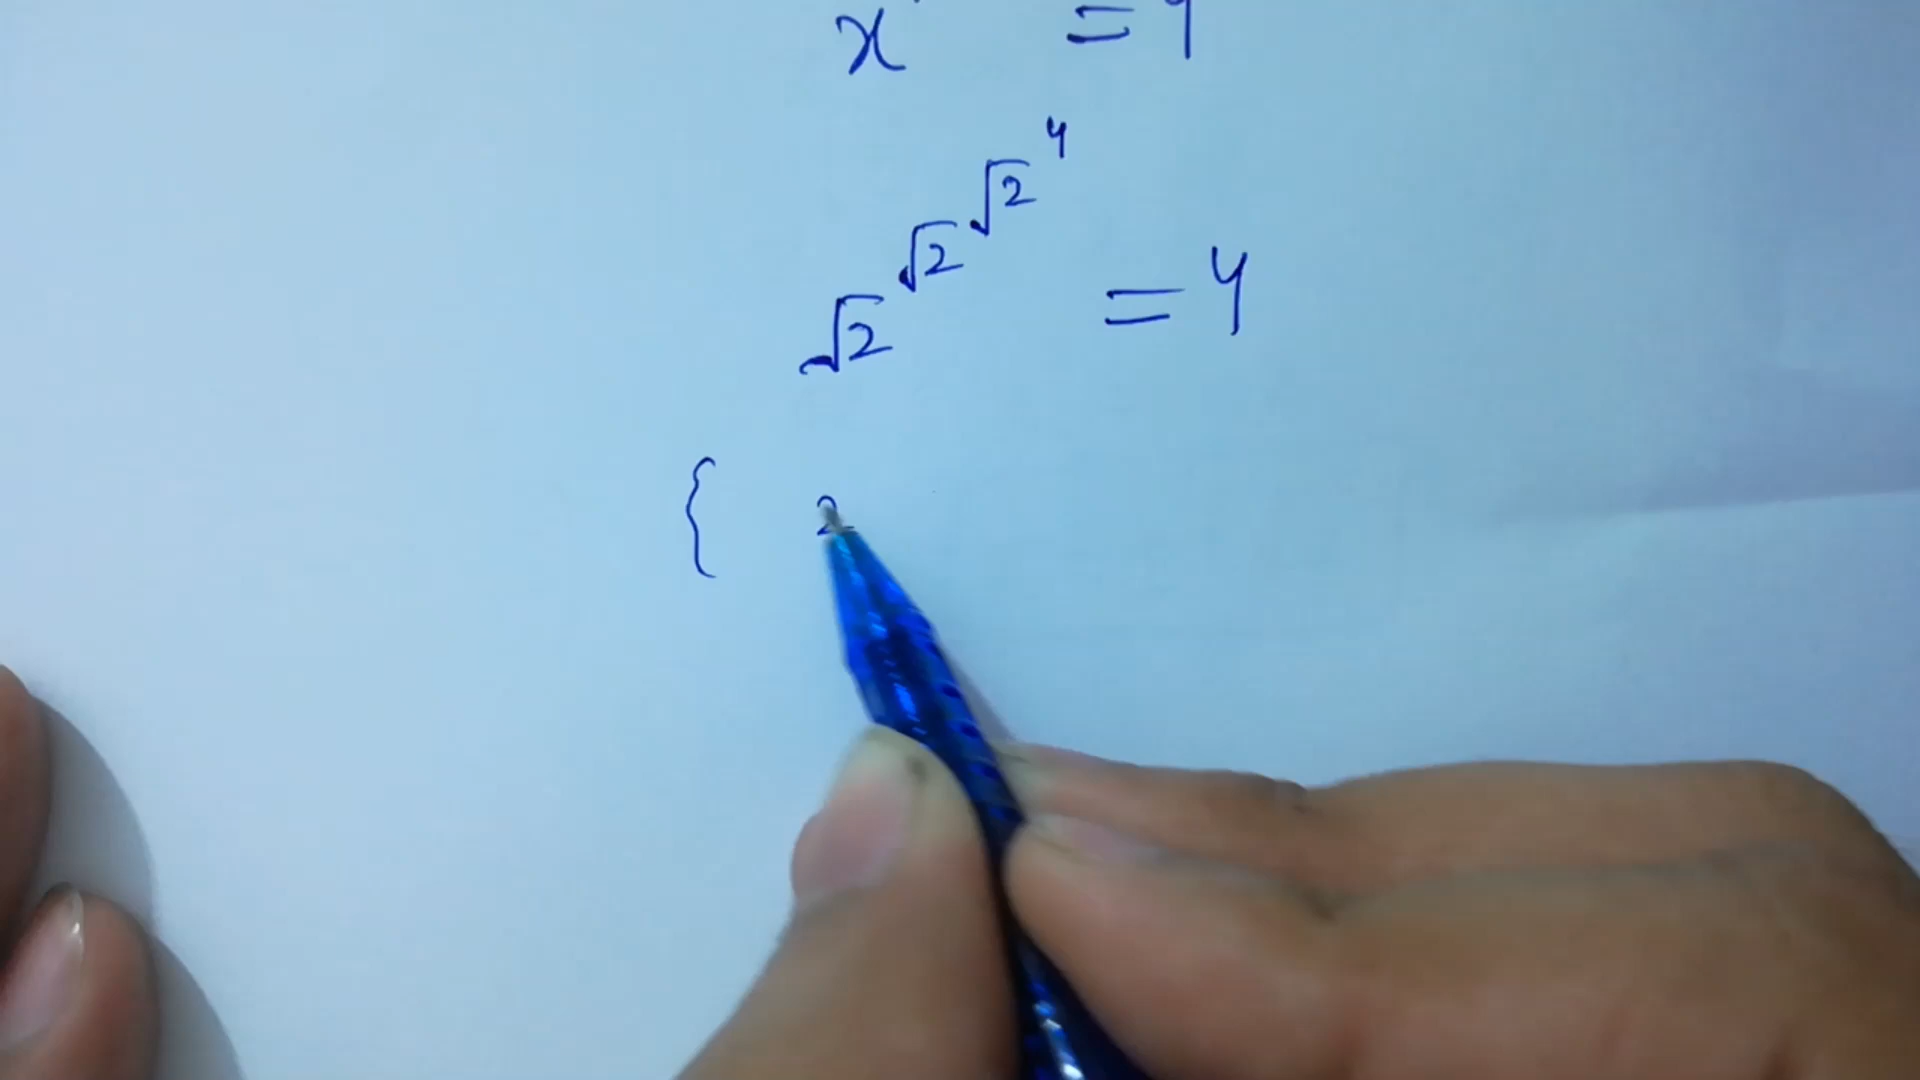 x = 4
√2^√2^√2^4 = 4
{ 2